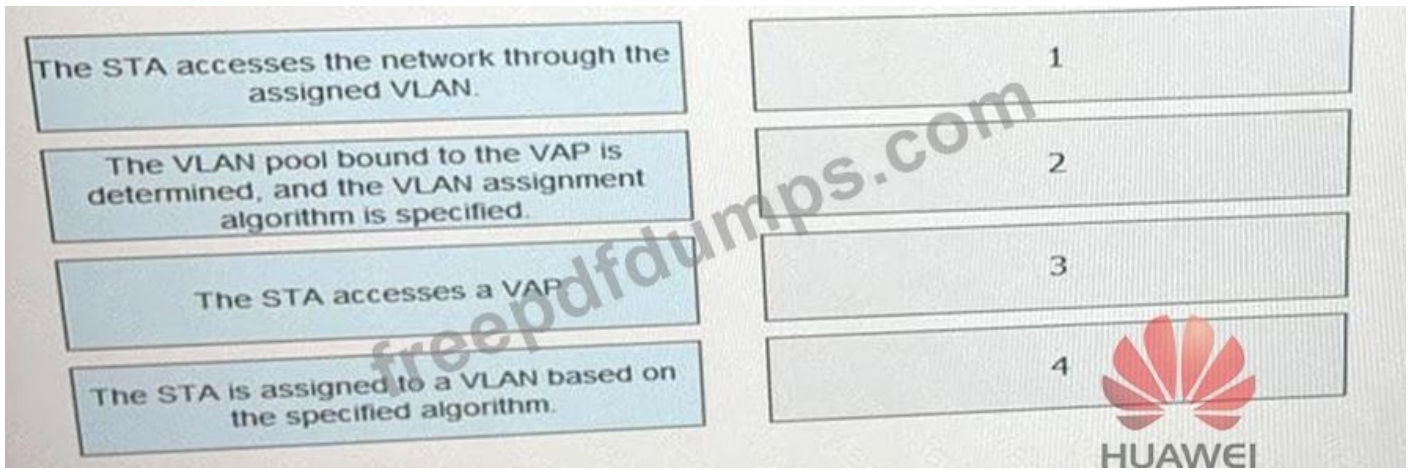 The STA accesses the network through the
assigned VLAN.
1
The VLAN pool bound to the VAP is
determined, and the VLAN assignment
algorithm is specified.
2
The STA accesses a VAP
3
The STA is assigned to a VLAN based on
the specified algorithm.
4
freepdfdumps.com
HUAWEI